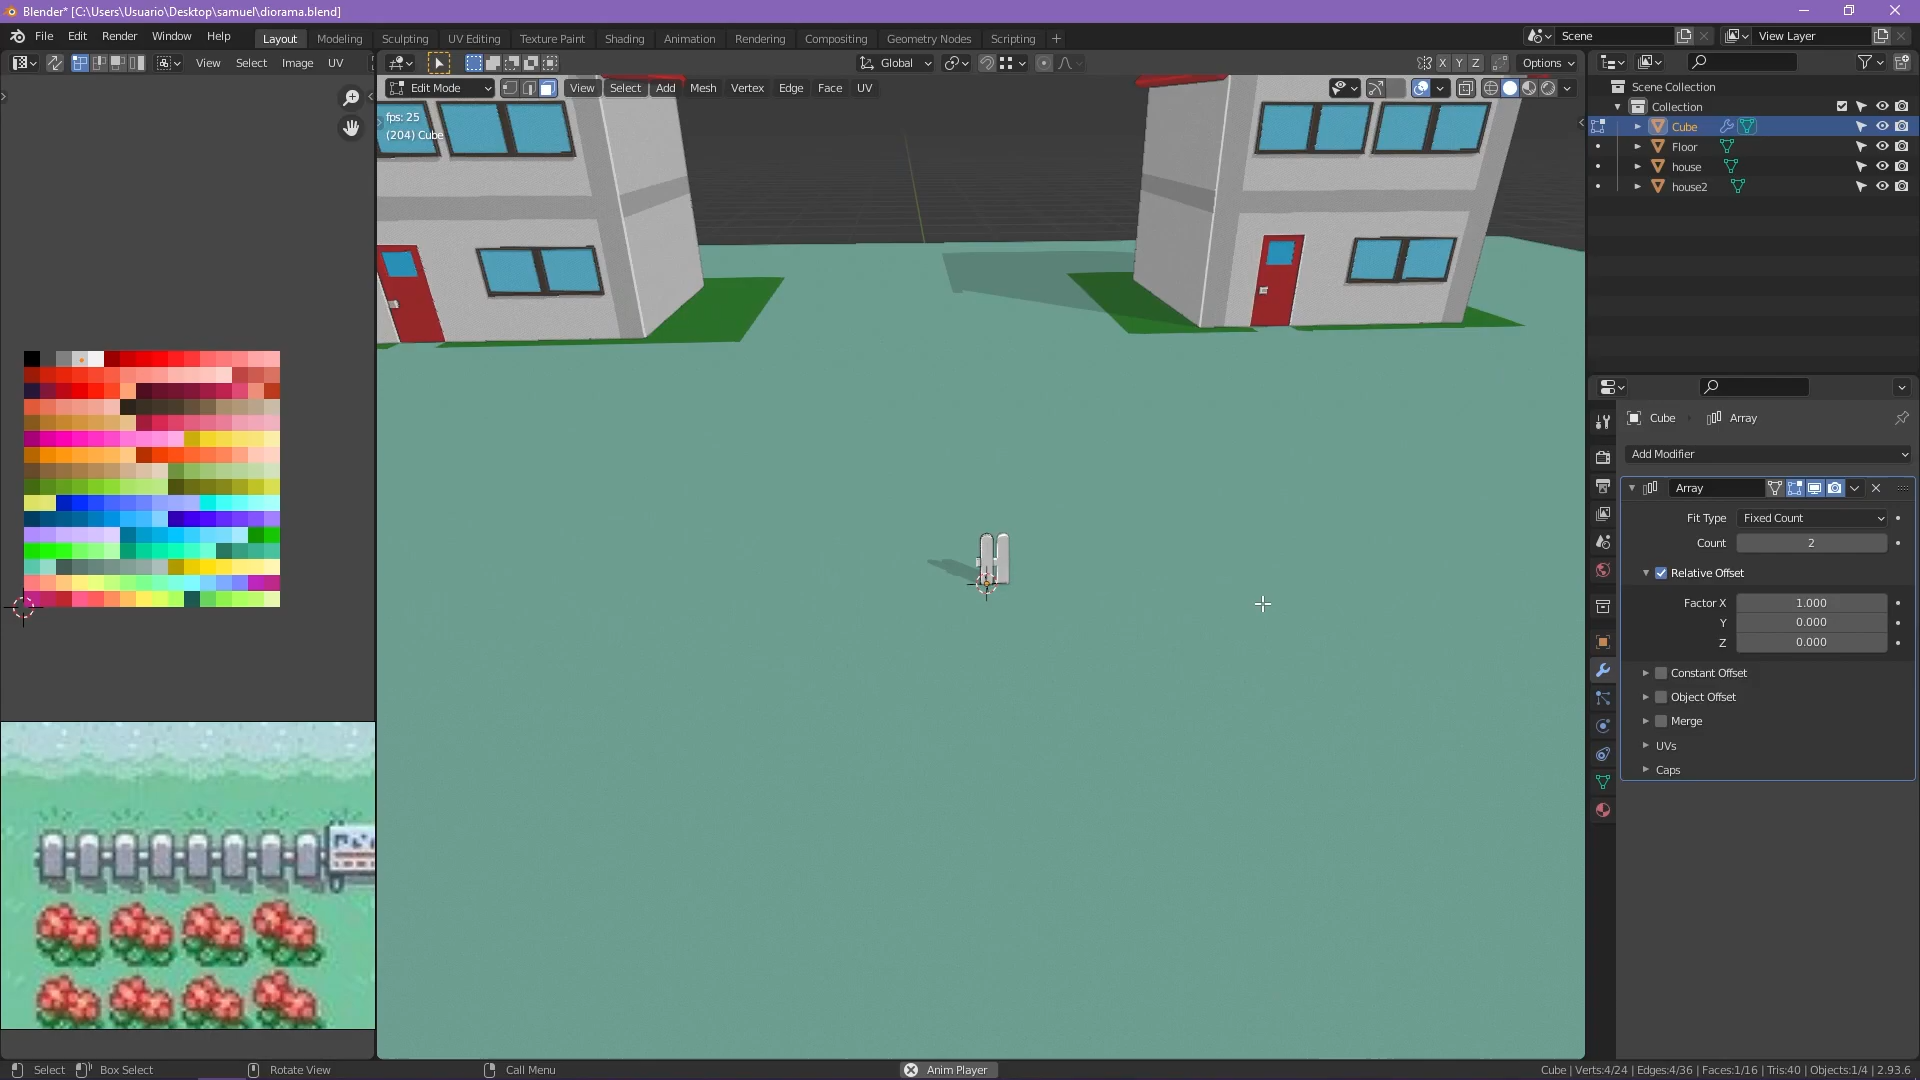 Blender* [C:\Users\Usuario\Desktop\samuel\diorama.blend]
File Edit Render Window Help Layout Modeling Sculpting UV Editing Texture Paint Shading Animation Rendering Compositing Geometry Nodes Scripting + Scene View Layer
View Select Image UV Global X Y Z Options
Edit Mode View Select Add Mesh Vertex Edge Face UV
fps: 25
(204) Cube
Scene Collection
Collection
Cube
Floor
house
house2
Cube Array
Add Modifier
Array
Fit Type Fixed Count
Count 2
Relative Offset
Factor X 1.000
Y 0.000
Z 0.000
Constant Offset
Object Offset
Merge
UVs
Caps
Select Box Select Rotate View Call Menu Anim Player Cube | Verts:4/24 | Edges:4/36 | Faces:1/16 | Tris:40 | Objects:1/4 | 2.93.6